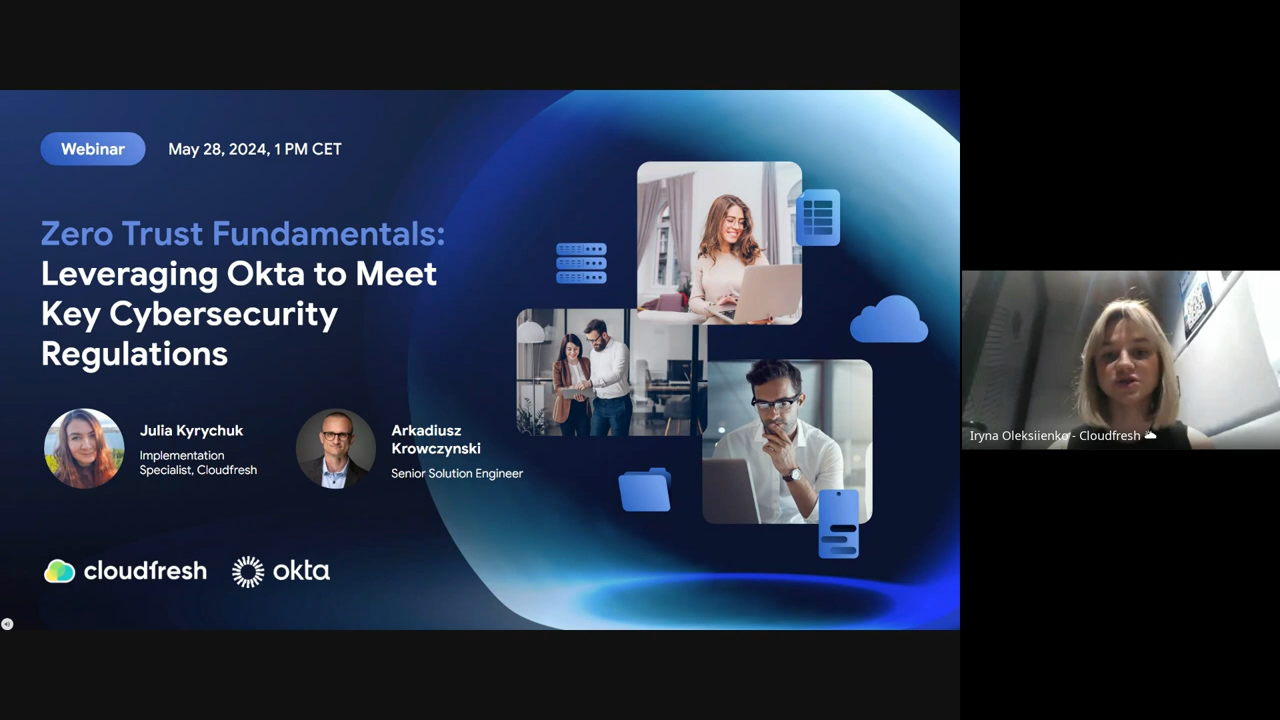 Webinar
May 28, 2024, 1 PM CET
Zero Trust Fundamentals:
Leveraging Okta to Meet
Key Cybersecurity
Regulations
Julia Kyrychuk
Implementation
Specialist, Cloudfresh
Arkadiusz
Krowczynski
Senior Solution Engineer
cloudfresh
okta
Iryna Oleksiienko - Cloudfresh